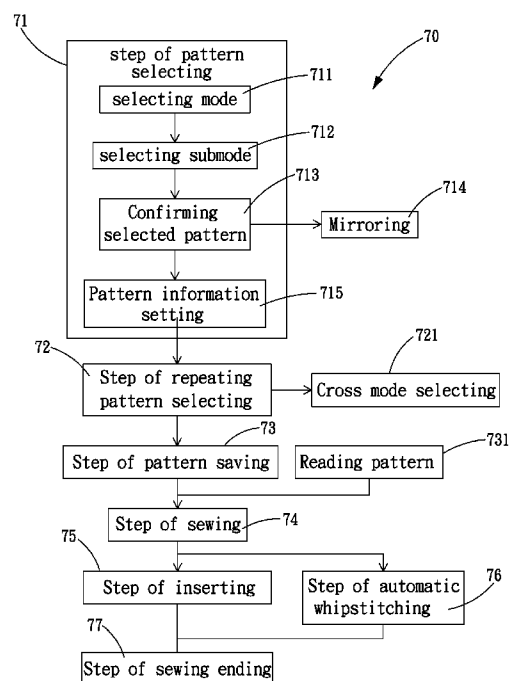 71
70
step of pattern
selecting
711
selecting mode
712
selecting submode
713
714
Confirming
selected pattern
Mirroring
Pattern information
setting
715
72
721
Step of repeating
pattern selecting
Cross mode selecting
73
731
Step of pattern saving
Reading pattern
Step of sewing
74
75
76
Step of inserting
Step of automatic
whipstitching
77
Step of sewing ending